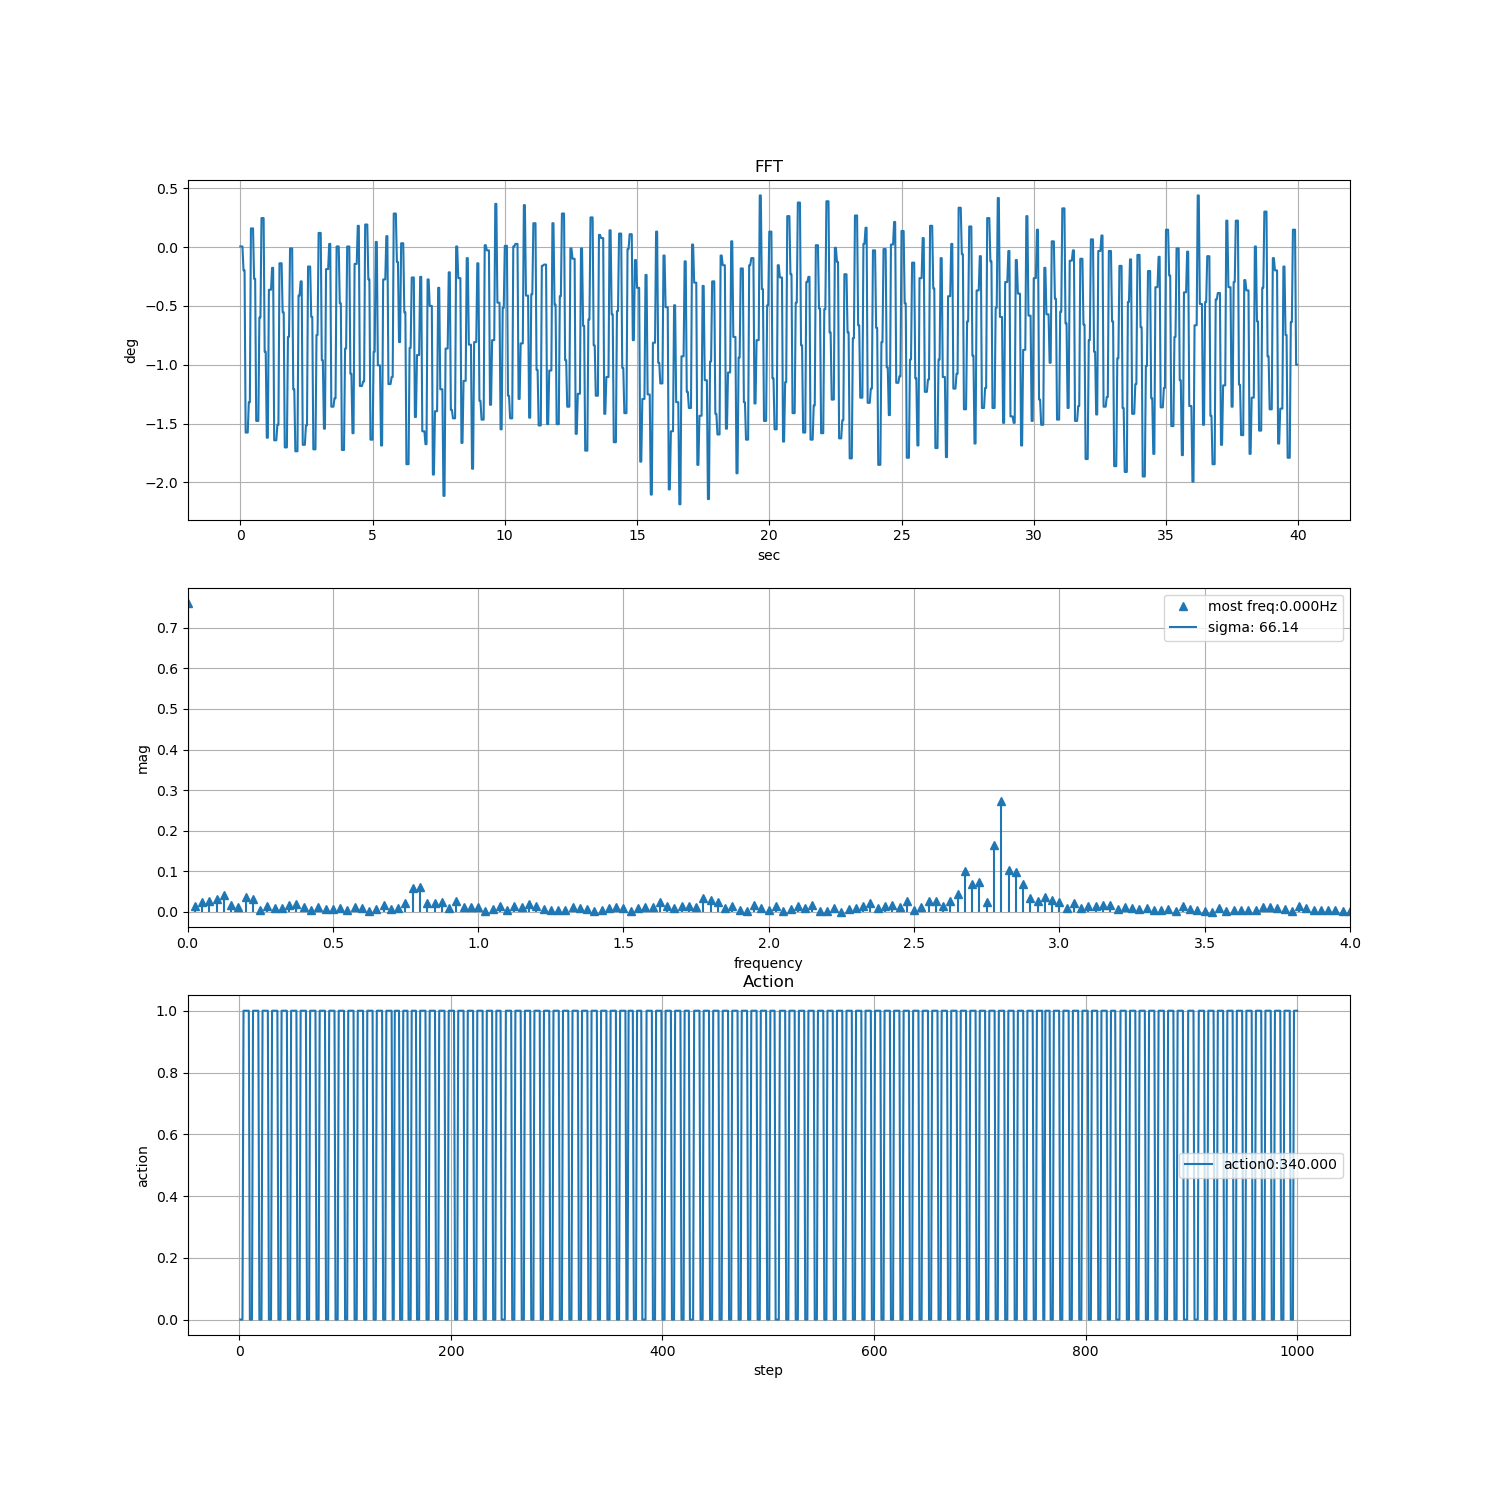 FFT
0.5
0.0
−0.5
−1.0
−1.5
−2.0
deg
0 5 10 15 20 25 30 35 40
sec
most freq:0.000Hz
sigma: 66.14
0.7
0.6
0.5
0.4
0.3
0.2
0.1
0.0
mag
0.0 0.5 1.0 1.5 2.0 2.5 3.0 3.5 4.0
frequency
Action
1.0
0.8
0.6
0.4
0.2
0.0
action
action0:340.000
0 200 400 600 800 1000
step